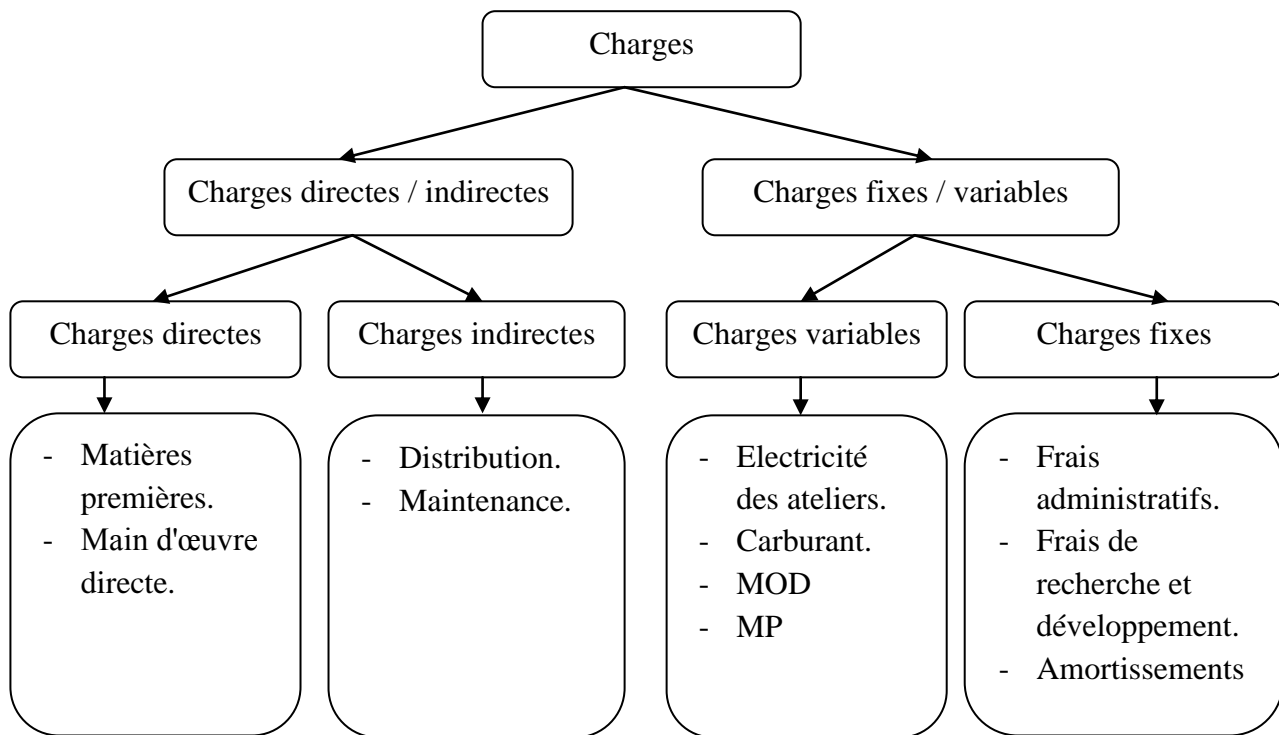 Charges
Charges directes / indirectes
Charges fixes / variables
Charges directes
Charges indirectes
Charges variables
Charges fixes
- Matières
premières.
- Main d'œuvre
directe.
- Distribution.
- Maintenance.
- Electricité
des ateliers.
- Carburant.
- MOD
- MP
- Frais
administratifs.
- Frais de
recherche et
développement.
- Amortissements